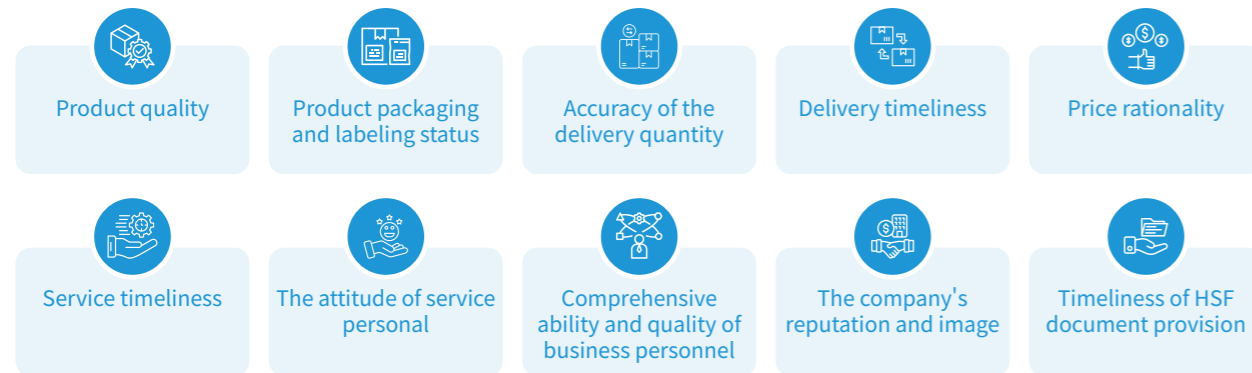 Product quality
Product packaging
and labeling status
Accuracy of the
delivery quantity
Delivery timeliness
Price rationality
Service timeliness
The attitude of service
personal
Comprehensive
ability and quality of
business personnel
The company's
reputation and image
Timeliness of HSF
document provision